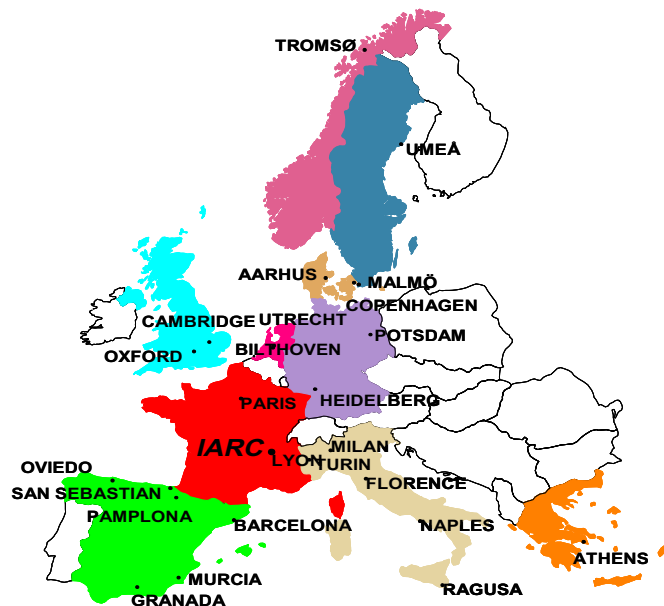 TROMSØ
UMEÅ
AARHUS
MALMÖ
COPENHAGEN
CAMBRIDGE
UTRECHT
POTSDAM
OXFORD
BILTHOVEN
PARIS
HEIDELBERG
IARC
LYON
MILAN
TURIN
OVIEDO
FLORENCE
SAN SEBASTIAN
PAMPLONA
BARCELONA
NAPLES
ATHENS
MURCIA
RAGUSA
GRANADA